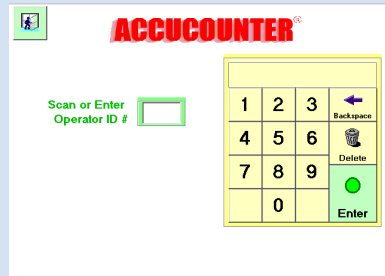 ACCUCOUNTER®
Scan or Enter
Operator ID #
1 2 3
Backspace
4 5 6
Delete
7 8 9
0
Enter